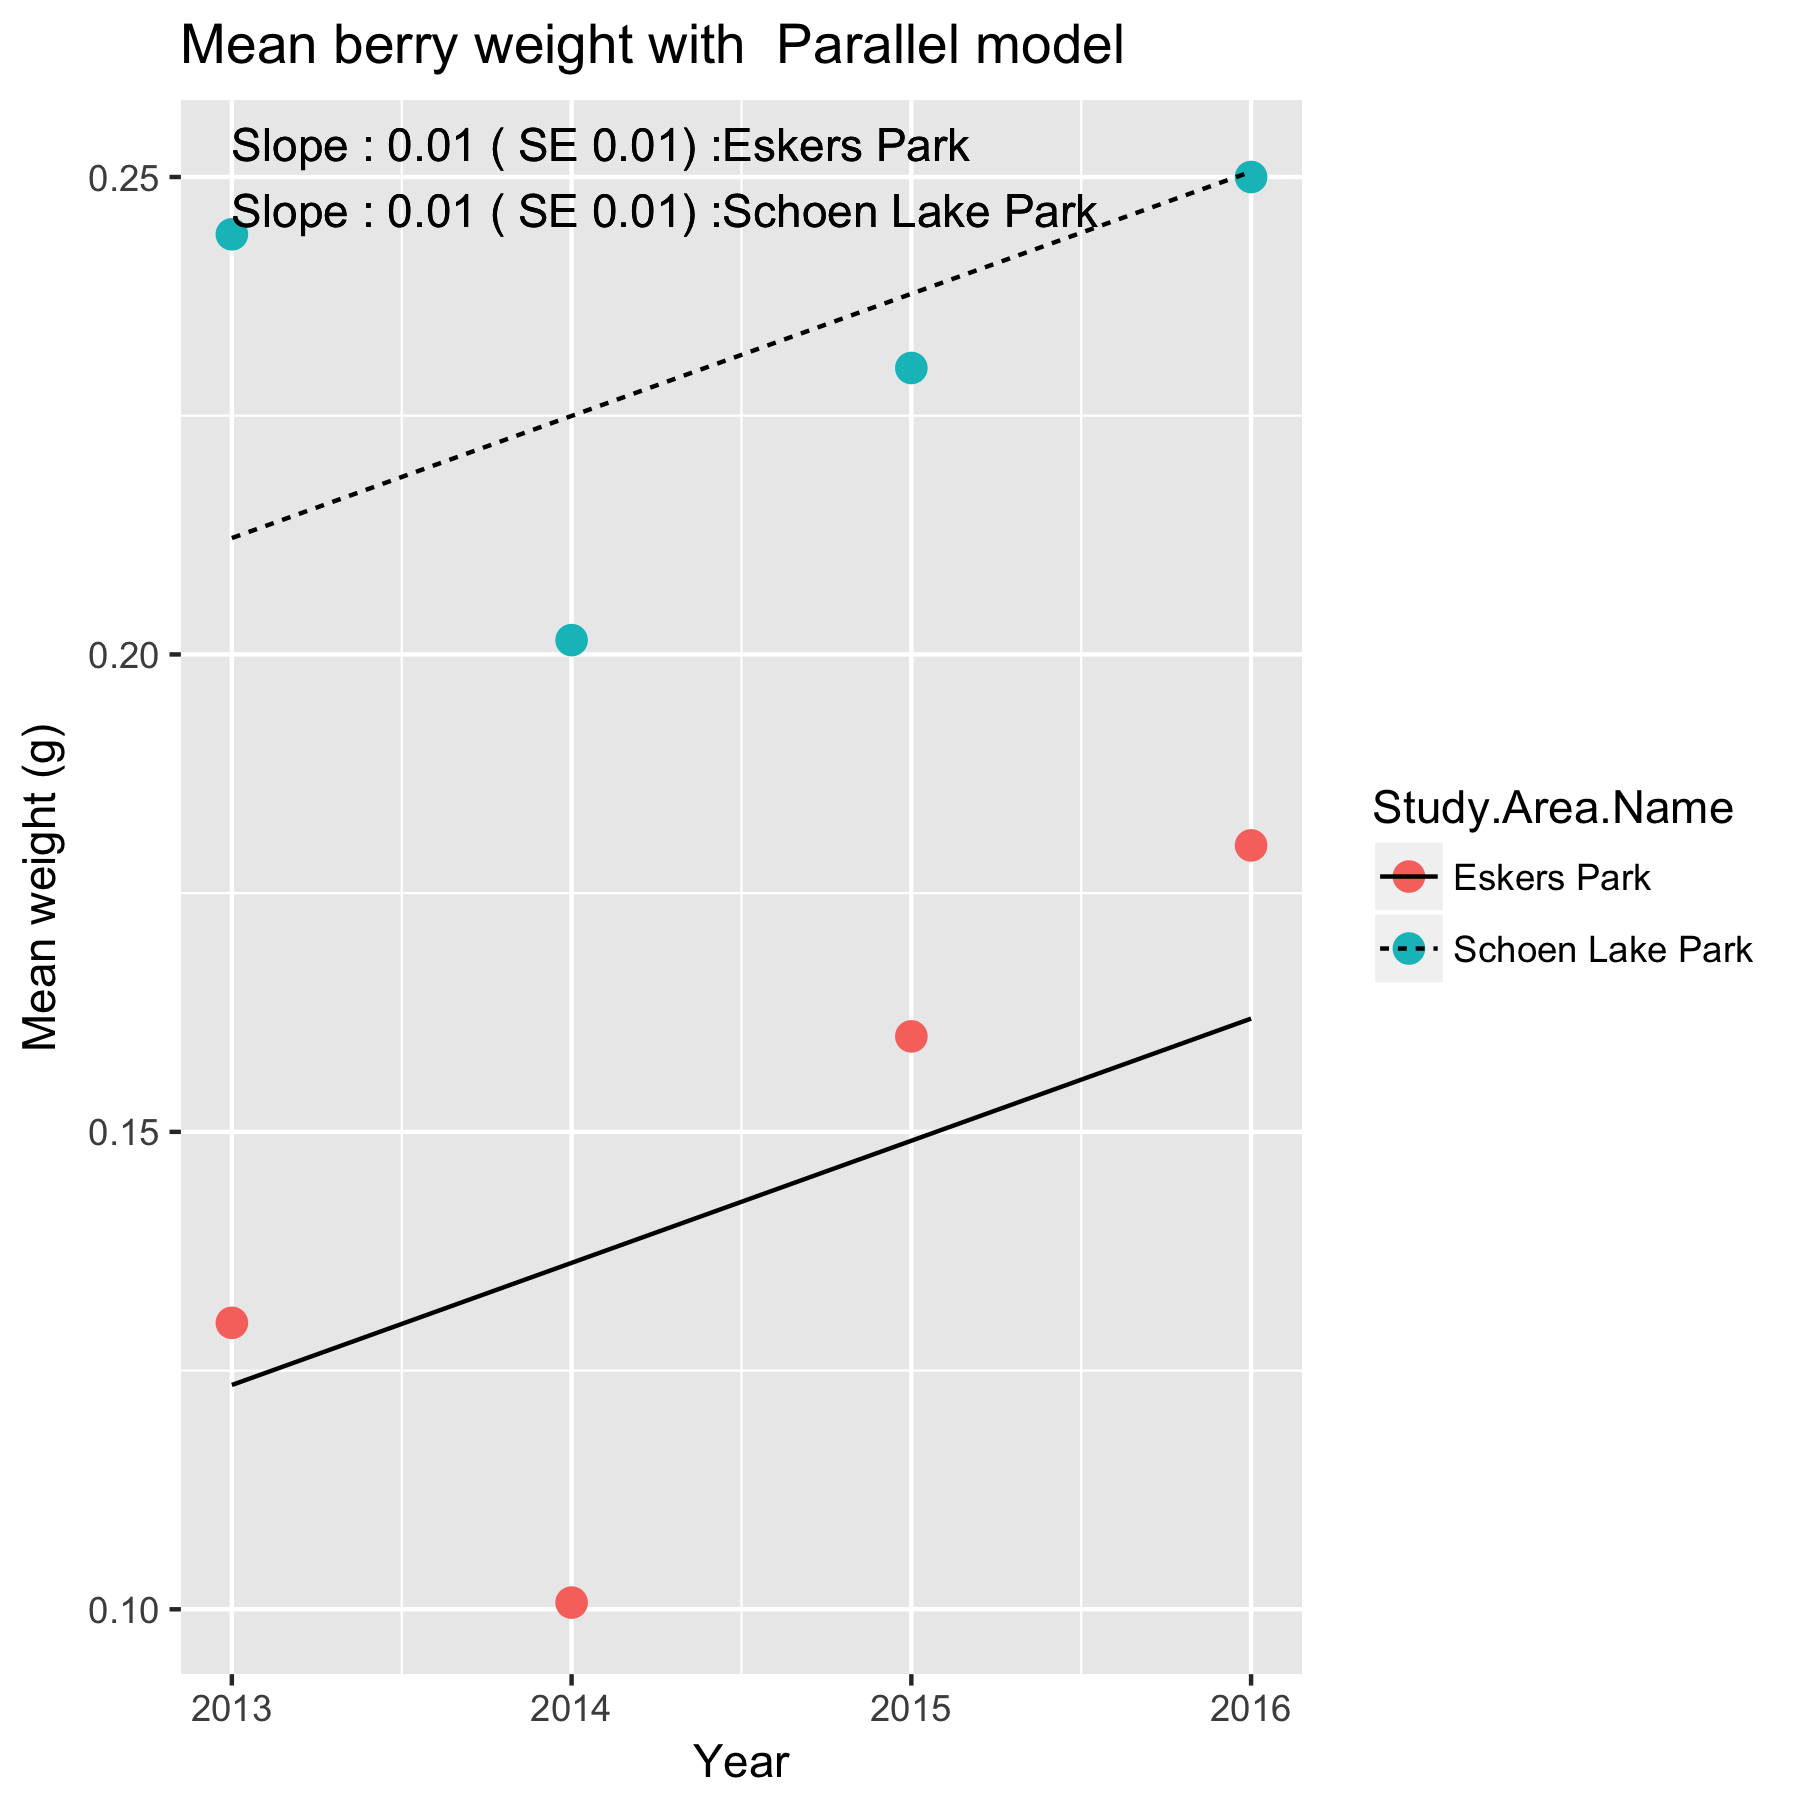 Mean berry weight with  Parallel model
Slope : 0.01 ( SE 0.01) :Eskers Park
Slope : 0.01 ( SE 0.01) :Schoen Lake Park
0.25
0.20
0.15
0.10
Mean weight (g)
2013 2014 2015 2016
Year
Study.Area.Name
Eskers Park
Schoen Lake Park